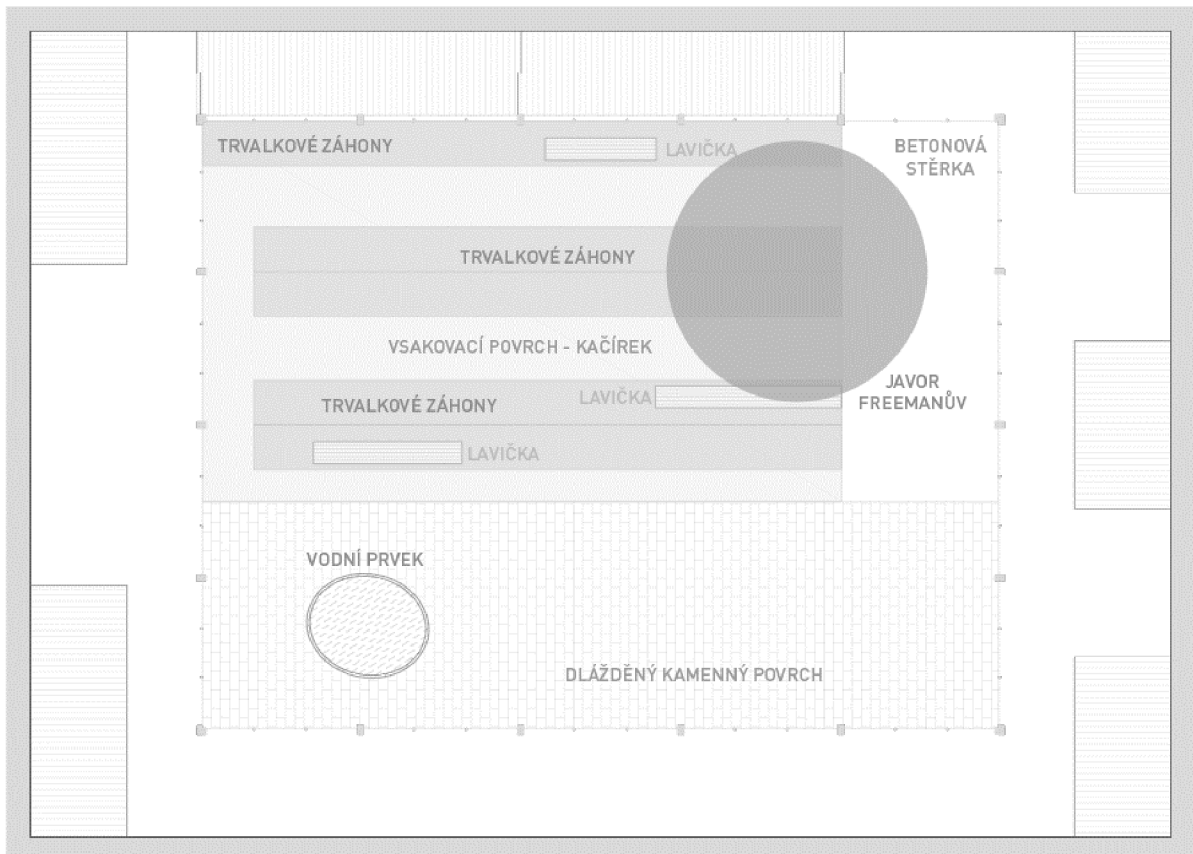 TRVALKOVÉ ZÁHONY
LAVIČKA
BETONOVÁ
STĚRKA
TRVALKOVÉ ZÁHONY
VSAKOVACÍ POVRCH - KAČÍREK
JAVOR
FREEMANŮV
LAVIČKA
TRVALKOVÉ ZÁHONY
LAVIČKA
VODNÍ PRVEK
DLÁŽDĚNÝ KAMENNÝ POVRCH